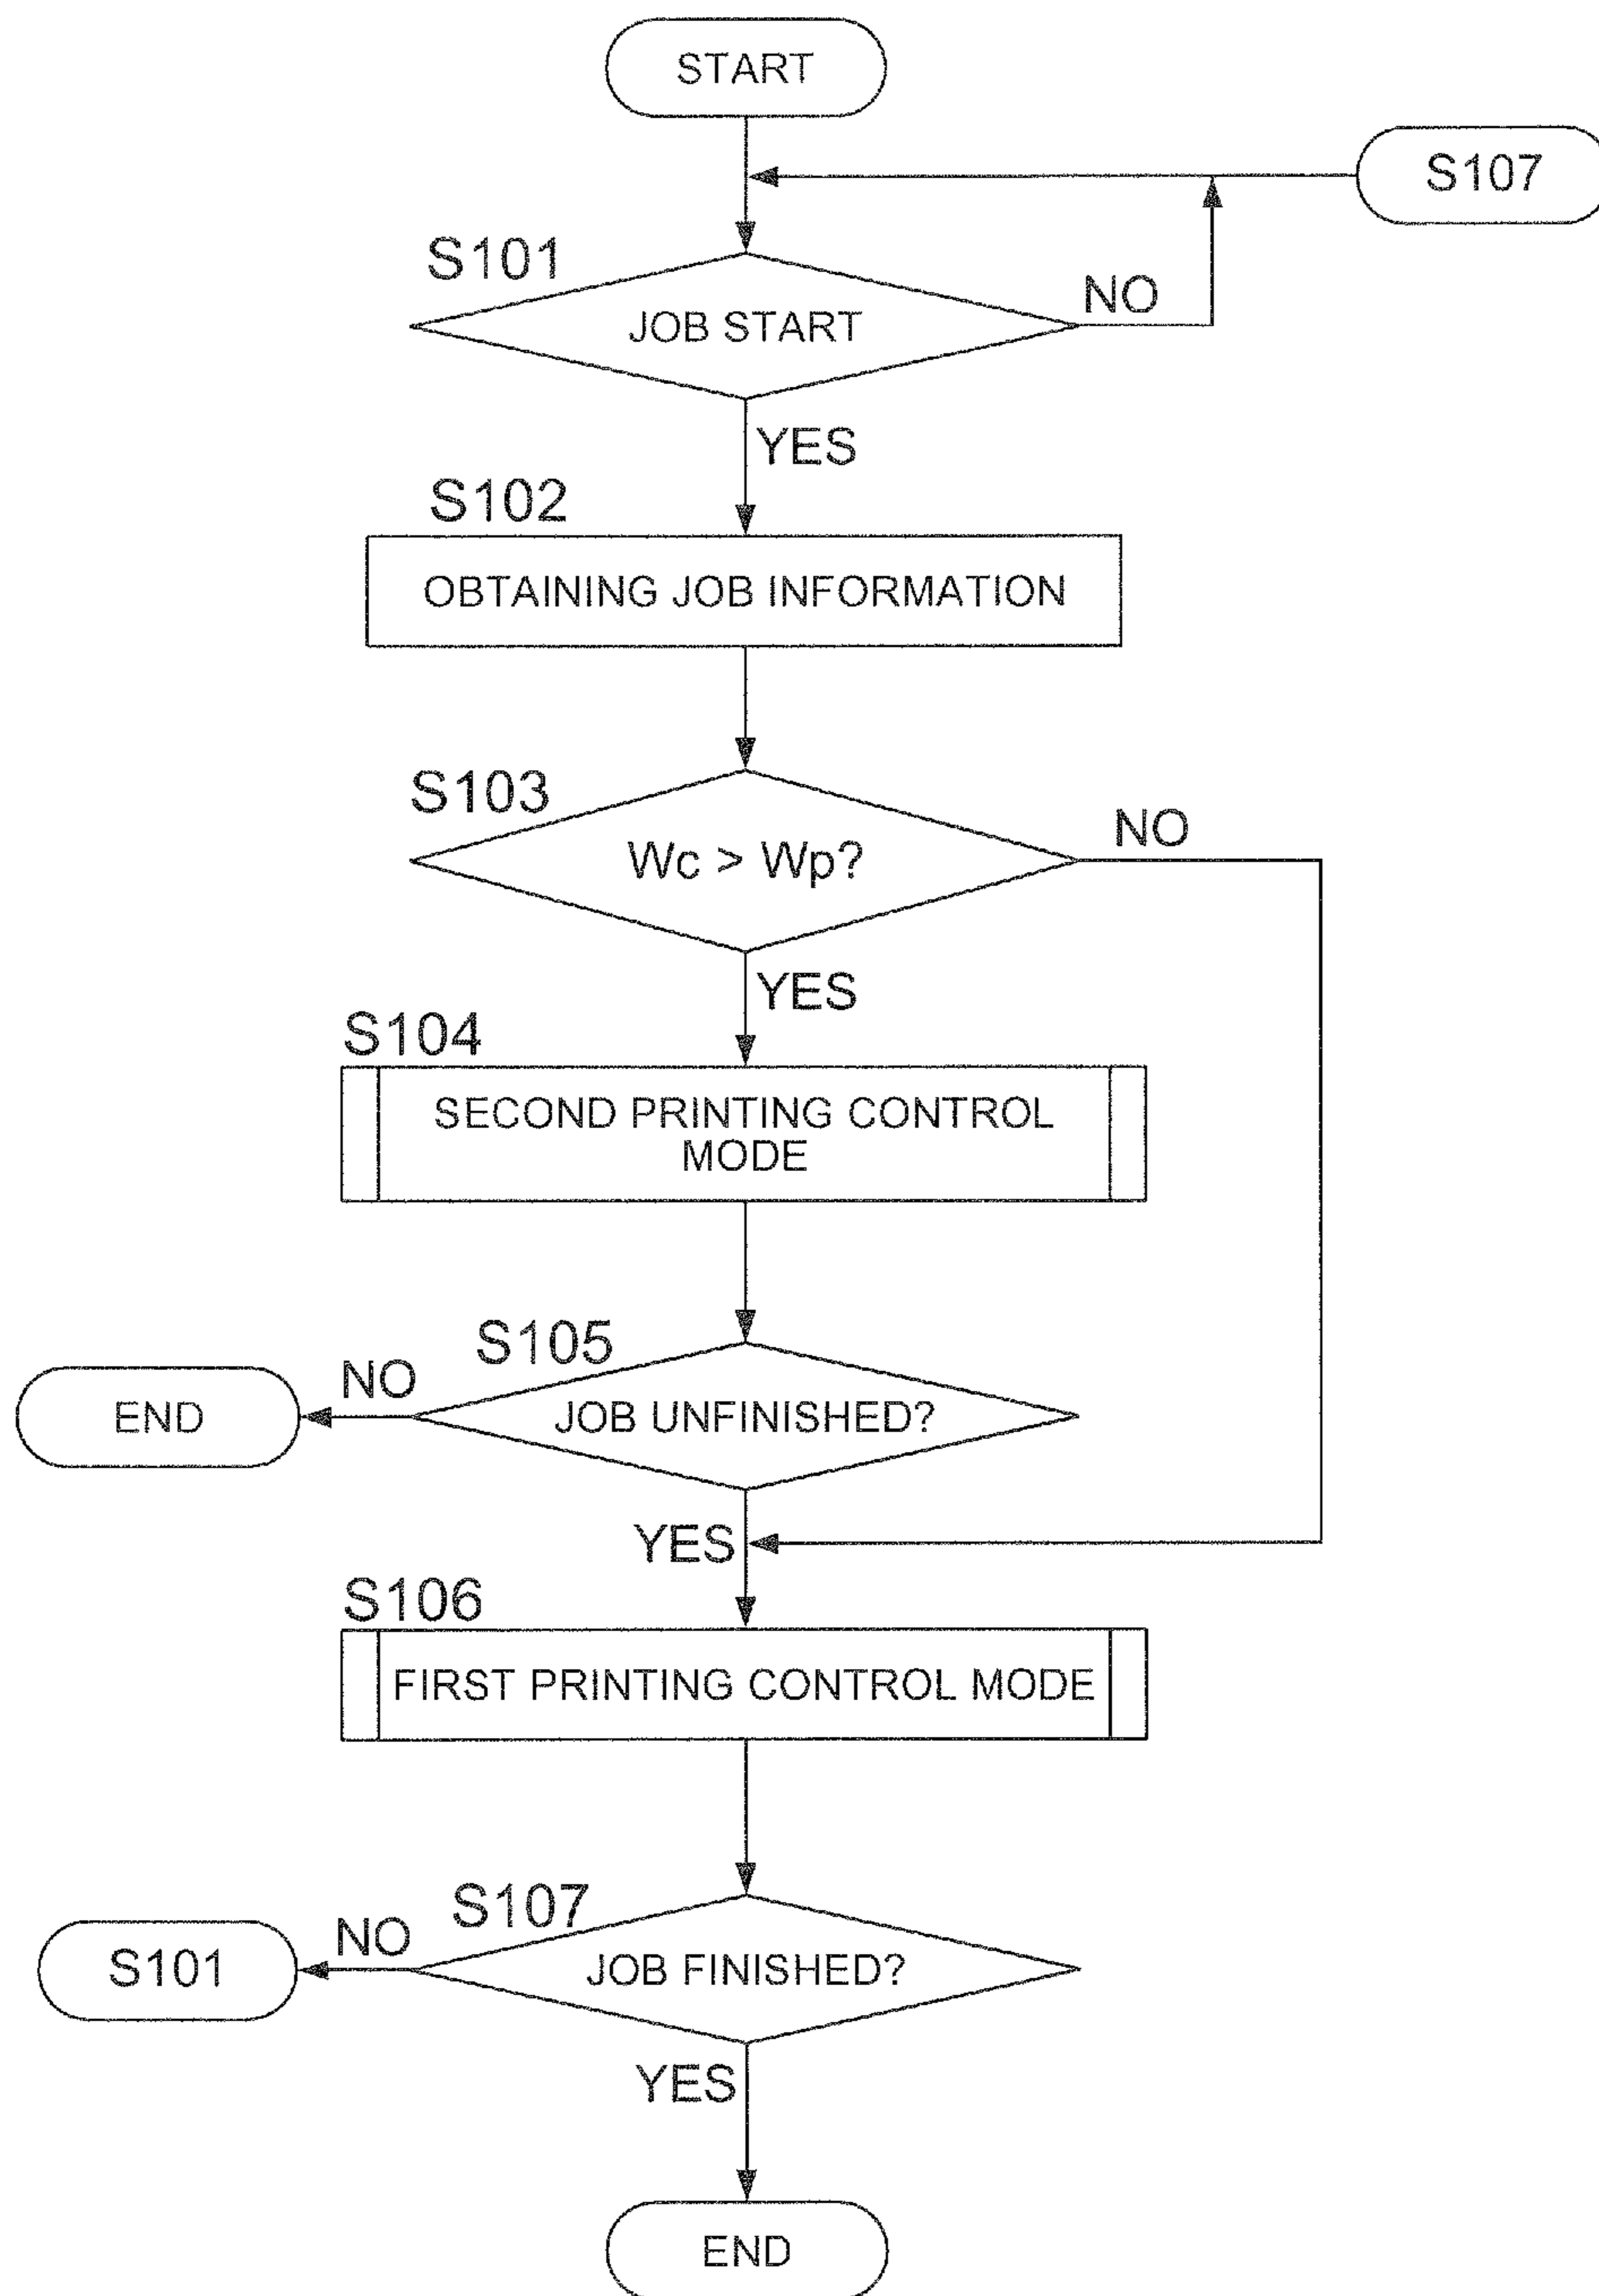 START
S107
S101
JOB START
NO
YES
S102
OBTAINING JOB INFORMATION
S103
Wc > Wp?
NO
YES
S104
SECOND PRINTING CONTROL
MODE
S105
NO
END
JOB UNFINISHED?
YES
S106
FIRST PRINTING CONTROL MODE
S107
NO
S101
JOB FINISHED?
YES
END